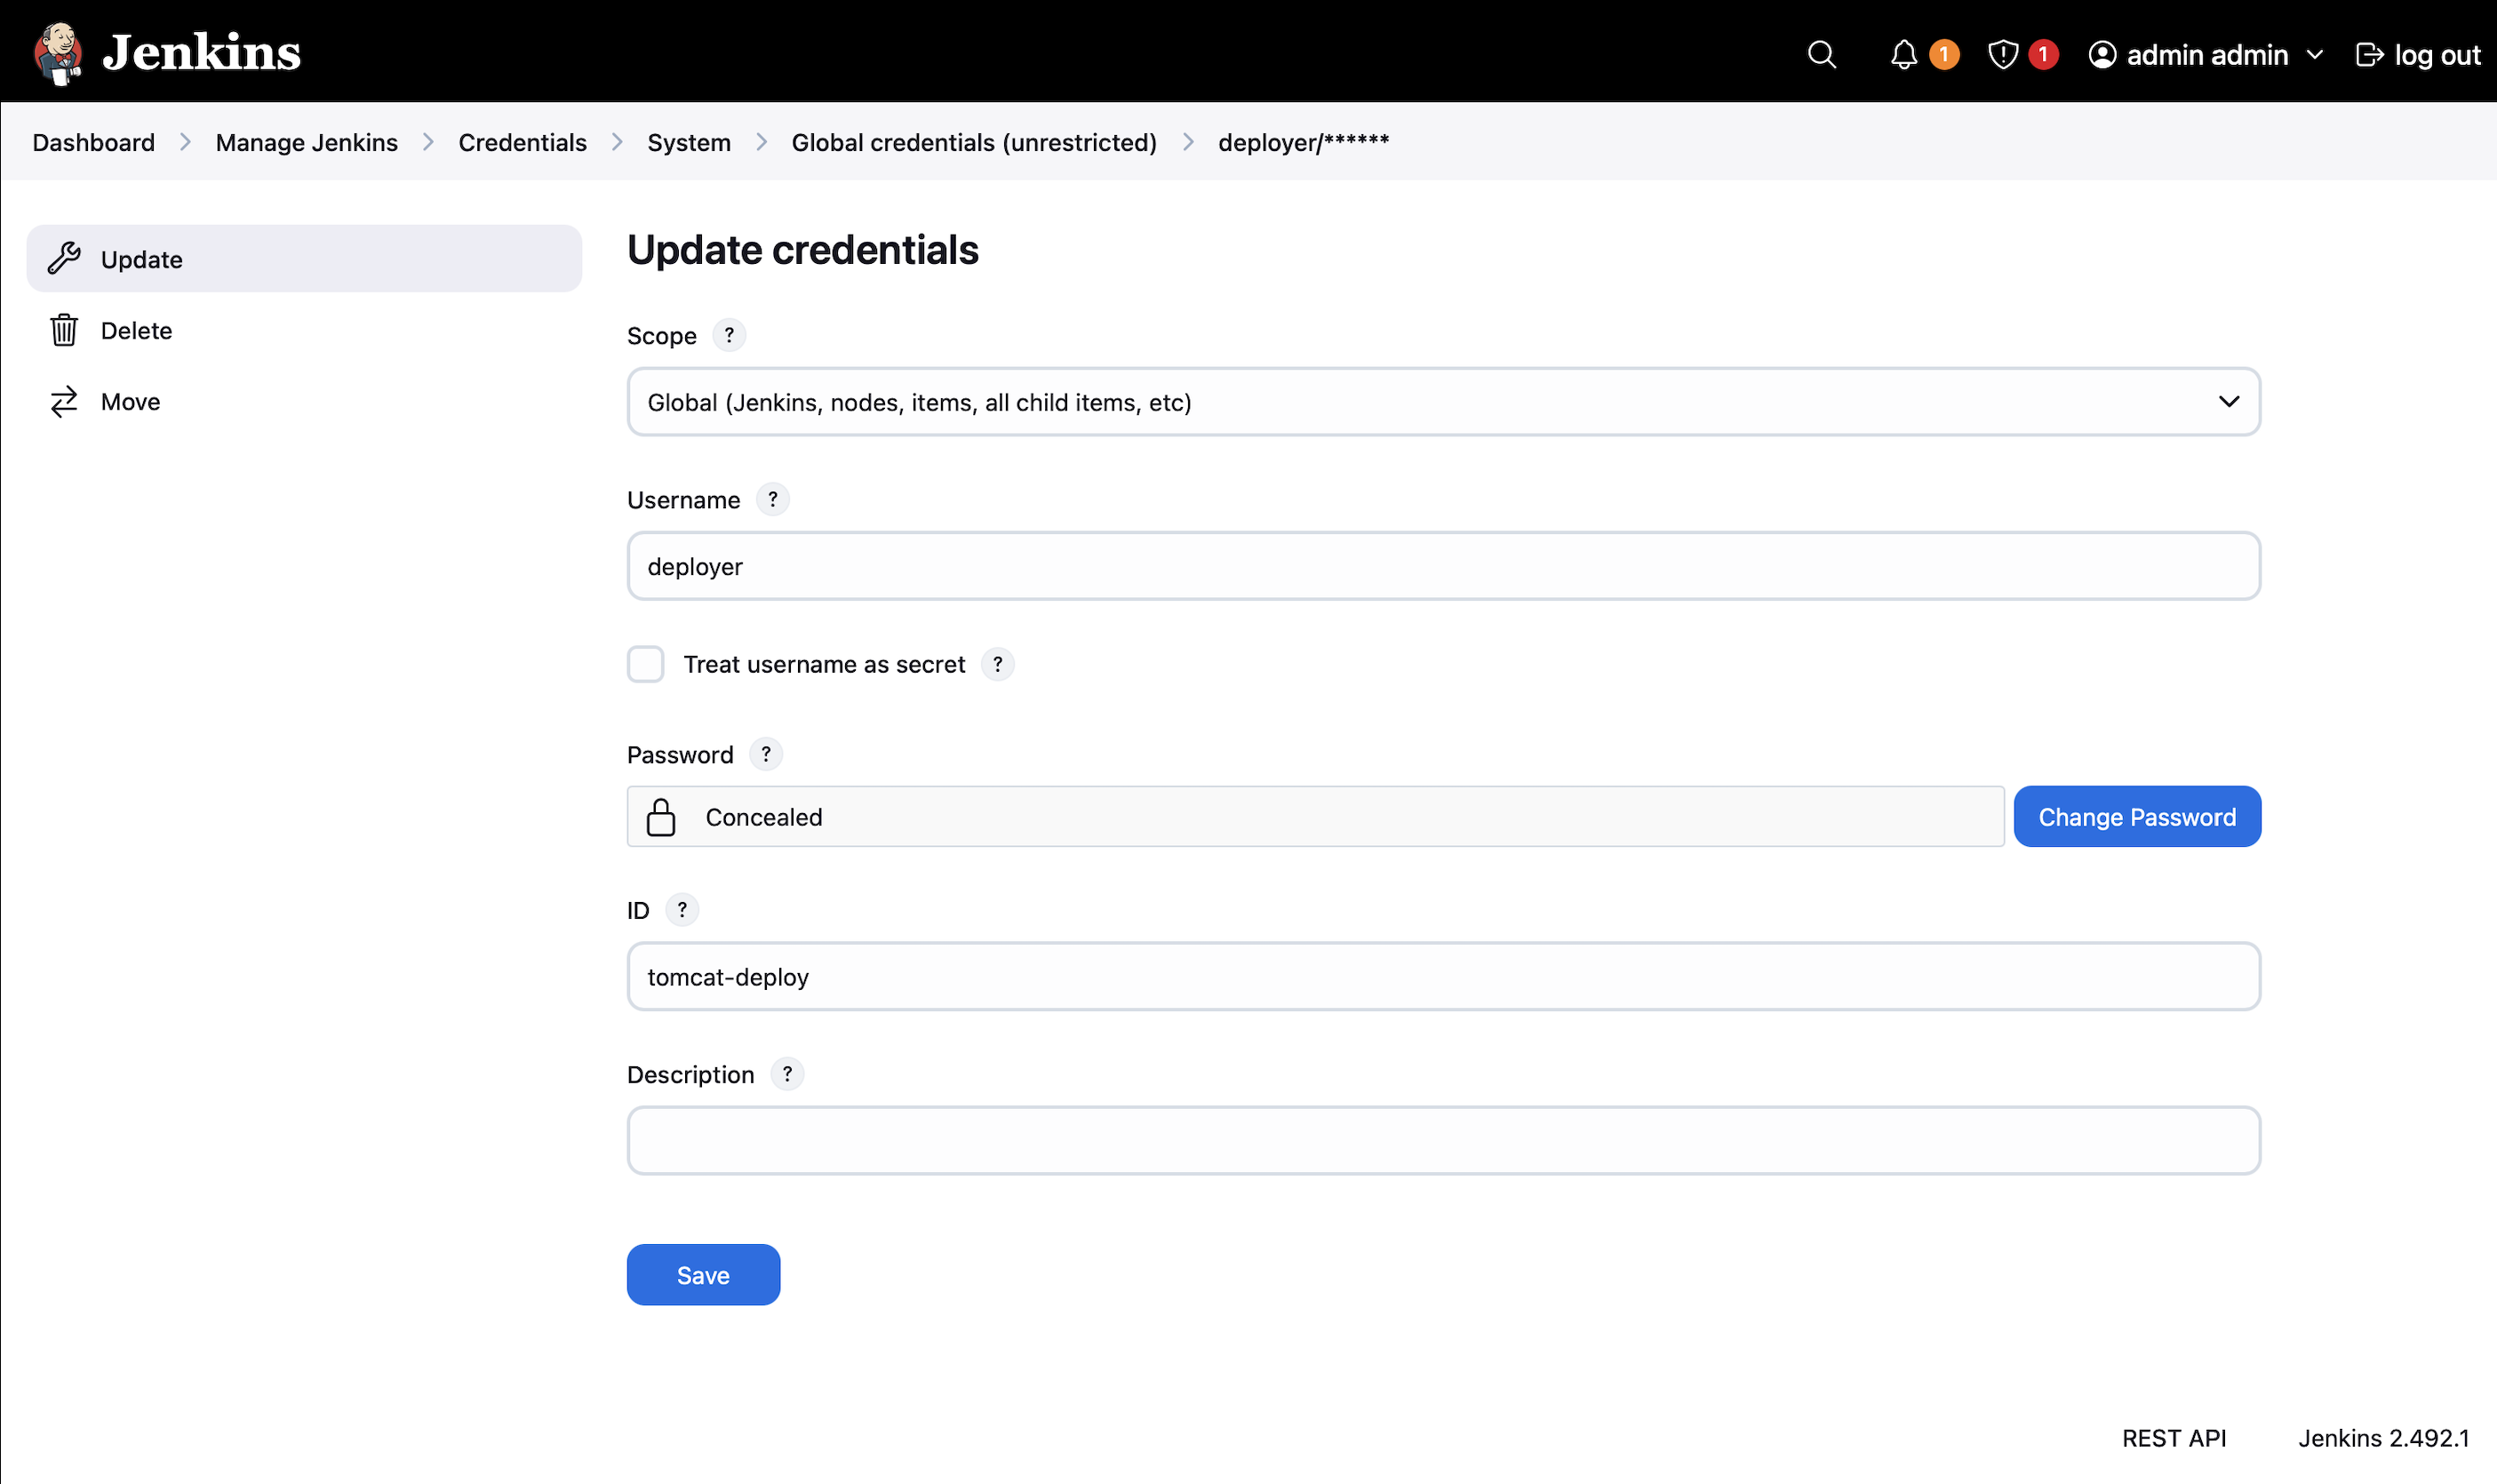 Jenkins
1
1
admin admin
log out
Dashboard
Manage Jenkins
Credentials
System
Global credentials (unrestricted)
deployer/******
Update
Delete
Move
Update credentials
Scope ?
Global (Jenkins, nodes, items, all child items, etc)
Username ?
deployer
Treat username as secret ?
Password ?
Concealed
Change Password
ID ?
tomcat-deploy
Description ?
Save
REST API
Jenkins 2.492.1